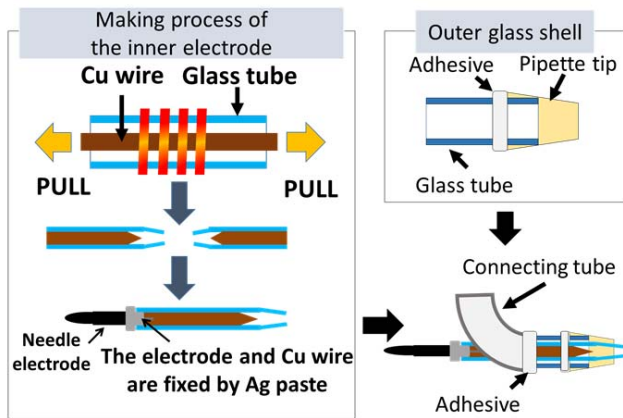 Making process of
the inner electrode
Cu wire
Glass tube
PULL
PULL
Needle
electrode
The electrode and Cu wire
are fixed by Ag paste
Outer glass shell
Adhesive
Pipette tip
Glass tube
Connecting tube
Adhesive